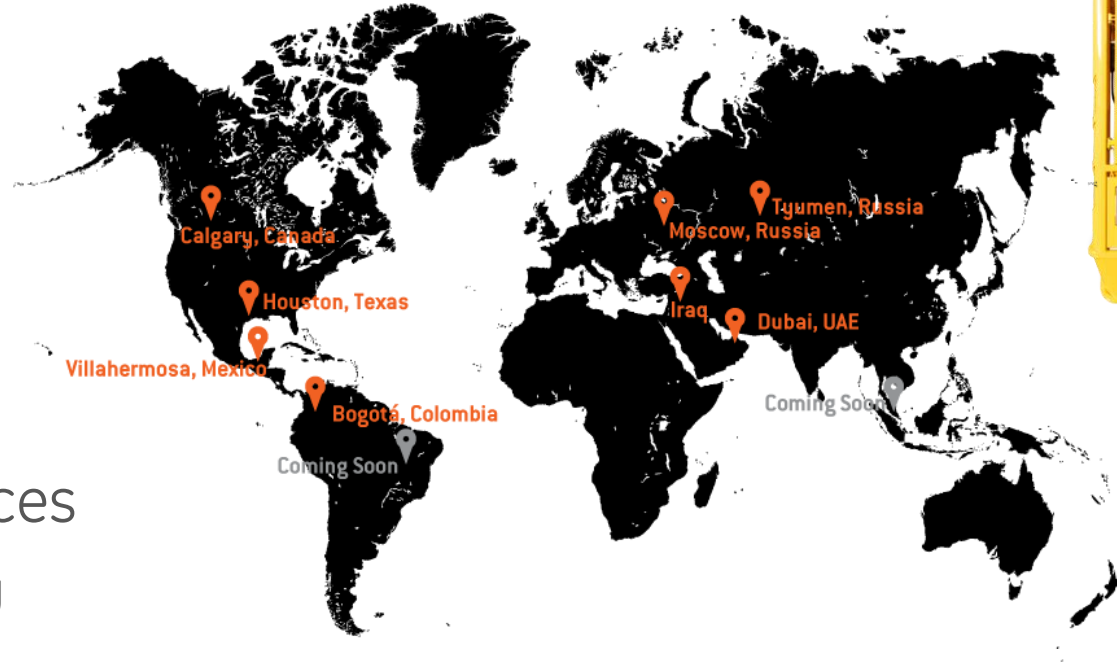 Tyumen, Russia
Moscow, Russia
Calgary, Canada
Houston, Texas
Iraq
Dubai, UAE
Villahermosa, Mexico
Coming Soon
Bogotá, Colombia
Coming Soon
ces